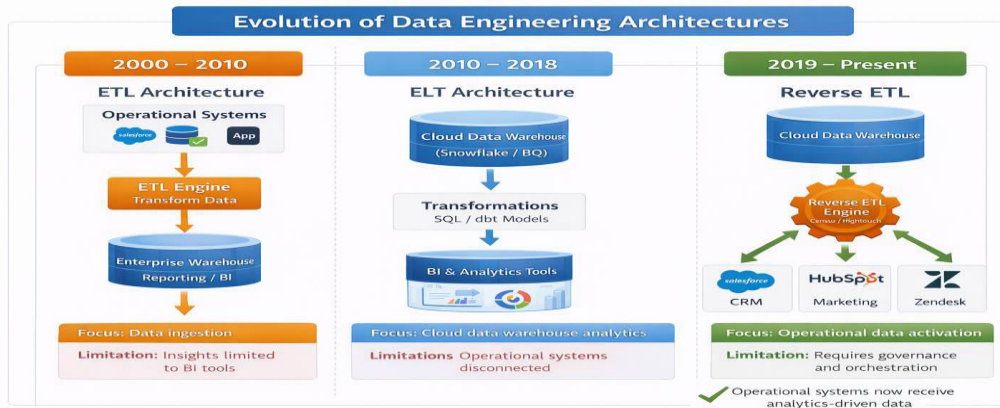 Evolution of Data Engineering Architectures
2000 – 2010
ETL Architecture
Operational Systems
salesforce
App
ETL Engine
Transform Data
Enterprise Warehouse
Reporting / BI
Focus: Data ingestion
Limitation: Insights limited
to BI tools
2010 – 2018
ELT Architecture
Cloud Data Warehouse
(Snowflake / BQ)
Transformations
SQL / dbt Models
BI & Analytics Tools
Focus: Cloud data warehouse analytics
Limitations Operational systems
disconnected
2019 – Present
Reverse ETL
Cloud Data Warehouse
Reverse ETL
Engine
Census / Hightouch
salesforce
CRM
HubSpot
Marketing
Zendesk
Focus: Operational data activation
Limitation: Requires governance
and orchestration
Operational systems now receive
analytics-driven data